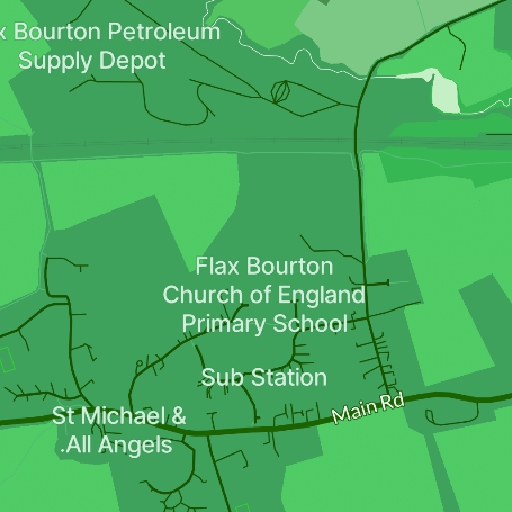 x Bourton Petroleum
Supply Depot
Flax Bourton
Church of England
Primary School
Sub Station
Main Rd
St Michael &
All Angels